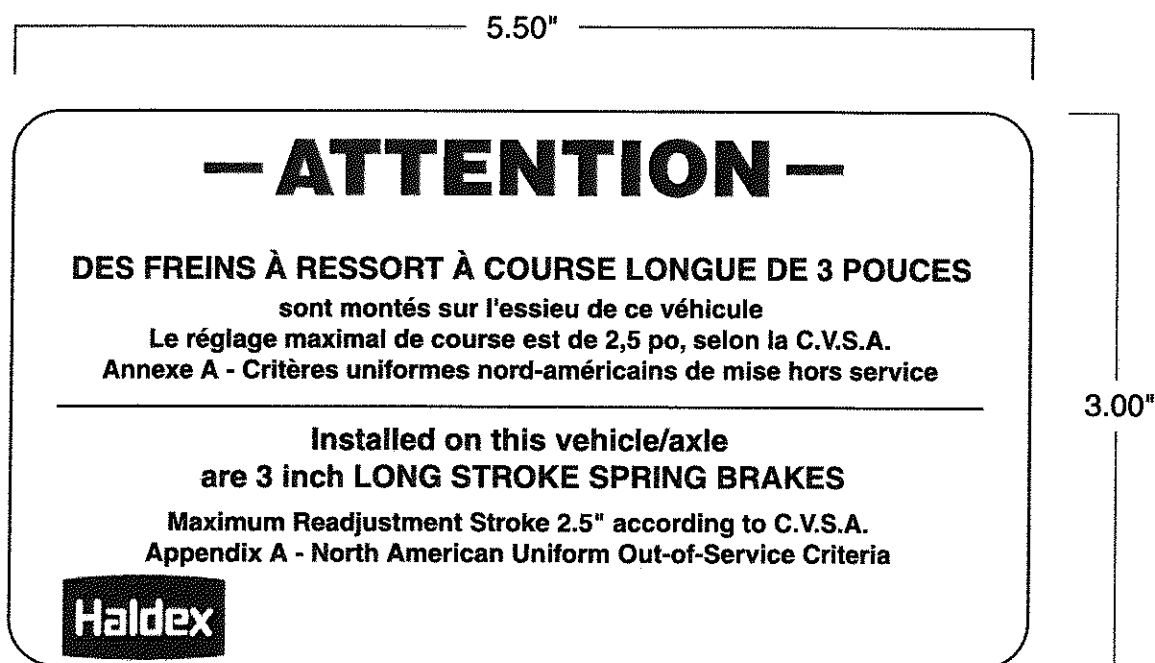 5.50"
–ATTENTION–
DES FREINS À RESSORT À COURSE LONGUE DE 3 POUCES
sont montés sur l'essieu de ce véhicule
Le réglage maximal de course est de 2,5 po, selon la C.V.S.A.
Annexe A - Critères uniformes nord-américains de mise hors service
3.00"
Installed on this vehicle/axle
are 3 inch LONG STROKE SPRING BRAKES
Maximum Readjustment Stroke 2.5" according to C.V.S.A.
Appendix A - North American Uniform Out-of-Service Criteria
Haldex